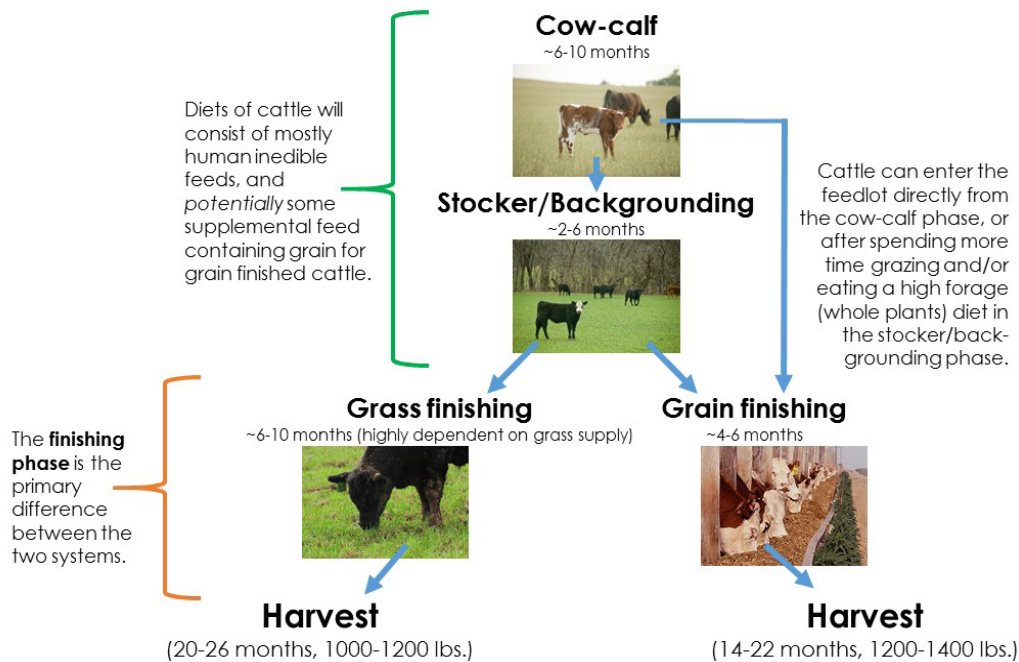 Cow-calf
~6-10 months
Diets of cattle will
consist of mostly
human inedible
feeds, and
potentially some
supplemental feed
containing grain for
grain finished cattle.
Stocker/Backgrounding
~2-6 months
Cattle can enter the
feedlot directly from
the cow-calf phase, or
after spending more
time grazing and/or
eating a high forage
(whole plants) diet in
the stocker/back-
grounding phase.
Grass finishing
~6-10 months (highly dependent on grass supply)
Grain finishing
~4-6 months
The finishing
phase is the
primary
difference
between the
two systems.
Harvest
(20-26 months, 1000-1200 lbs.)
Harvest
(14-22 months, 1200-1400 lbs.)